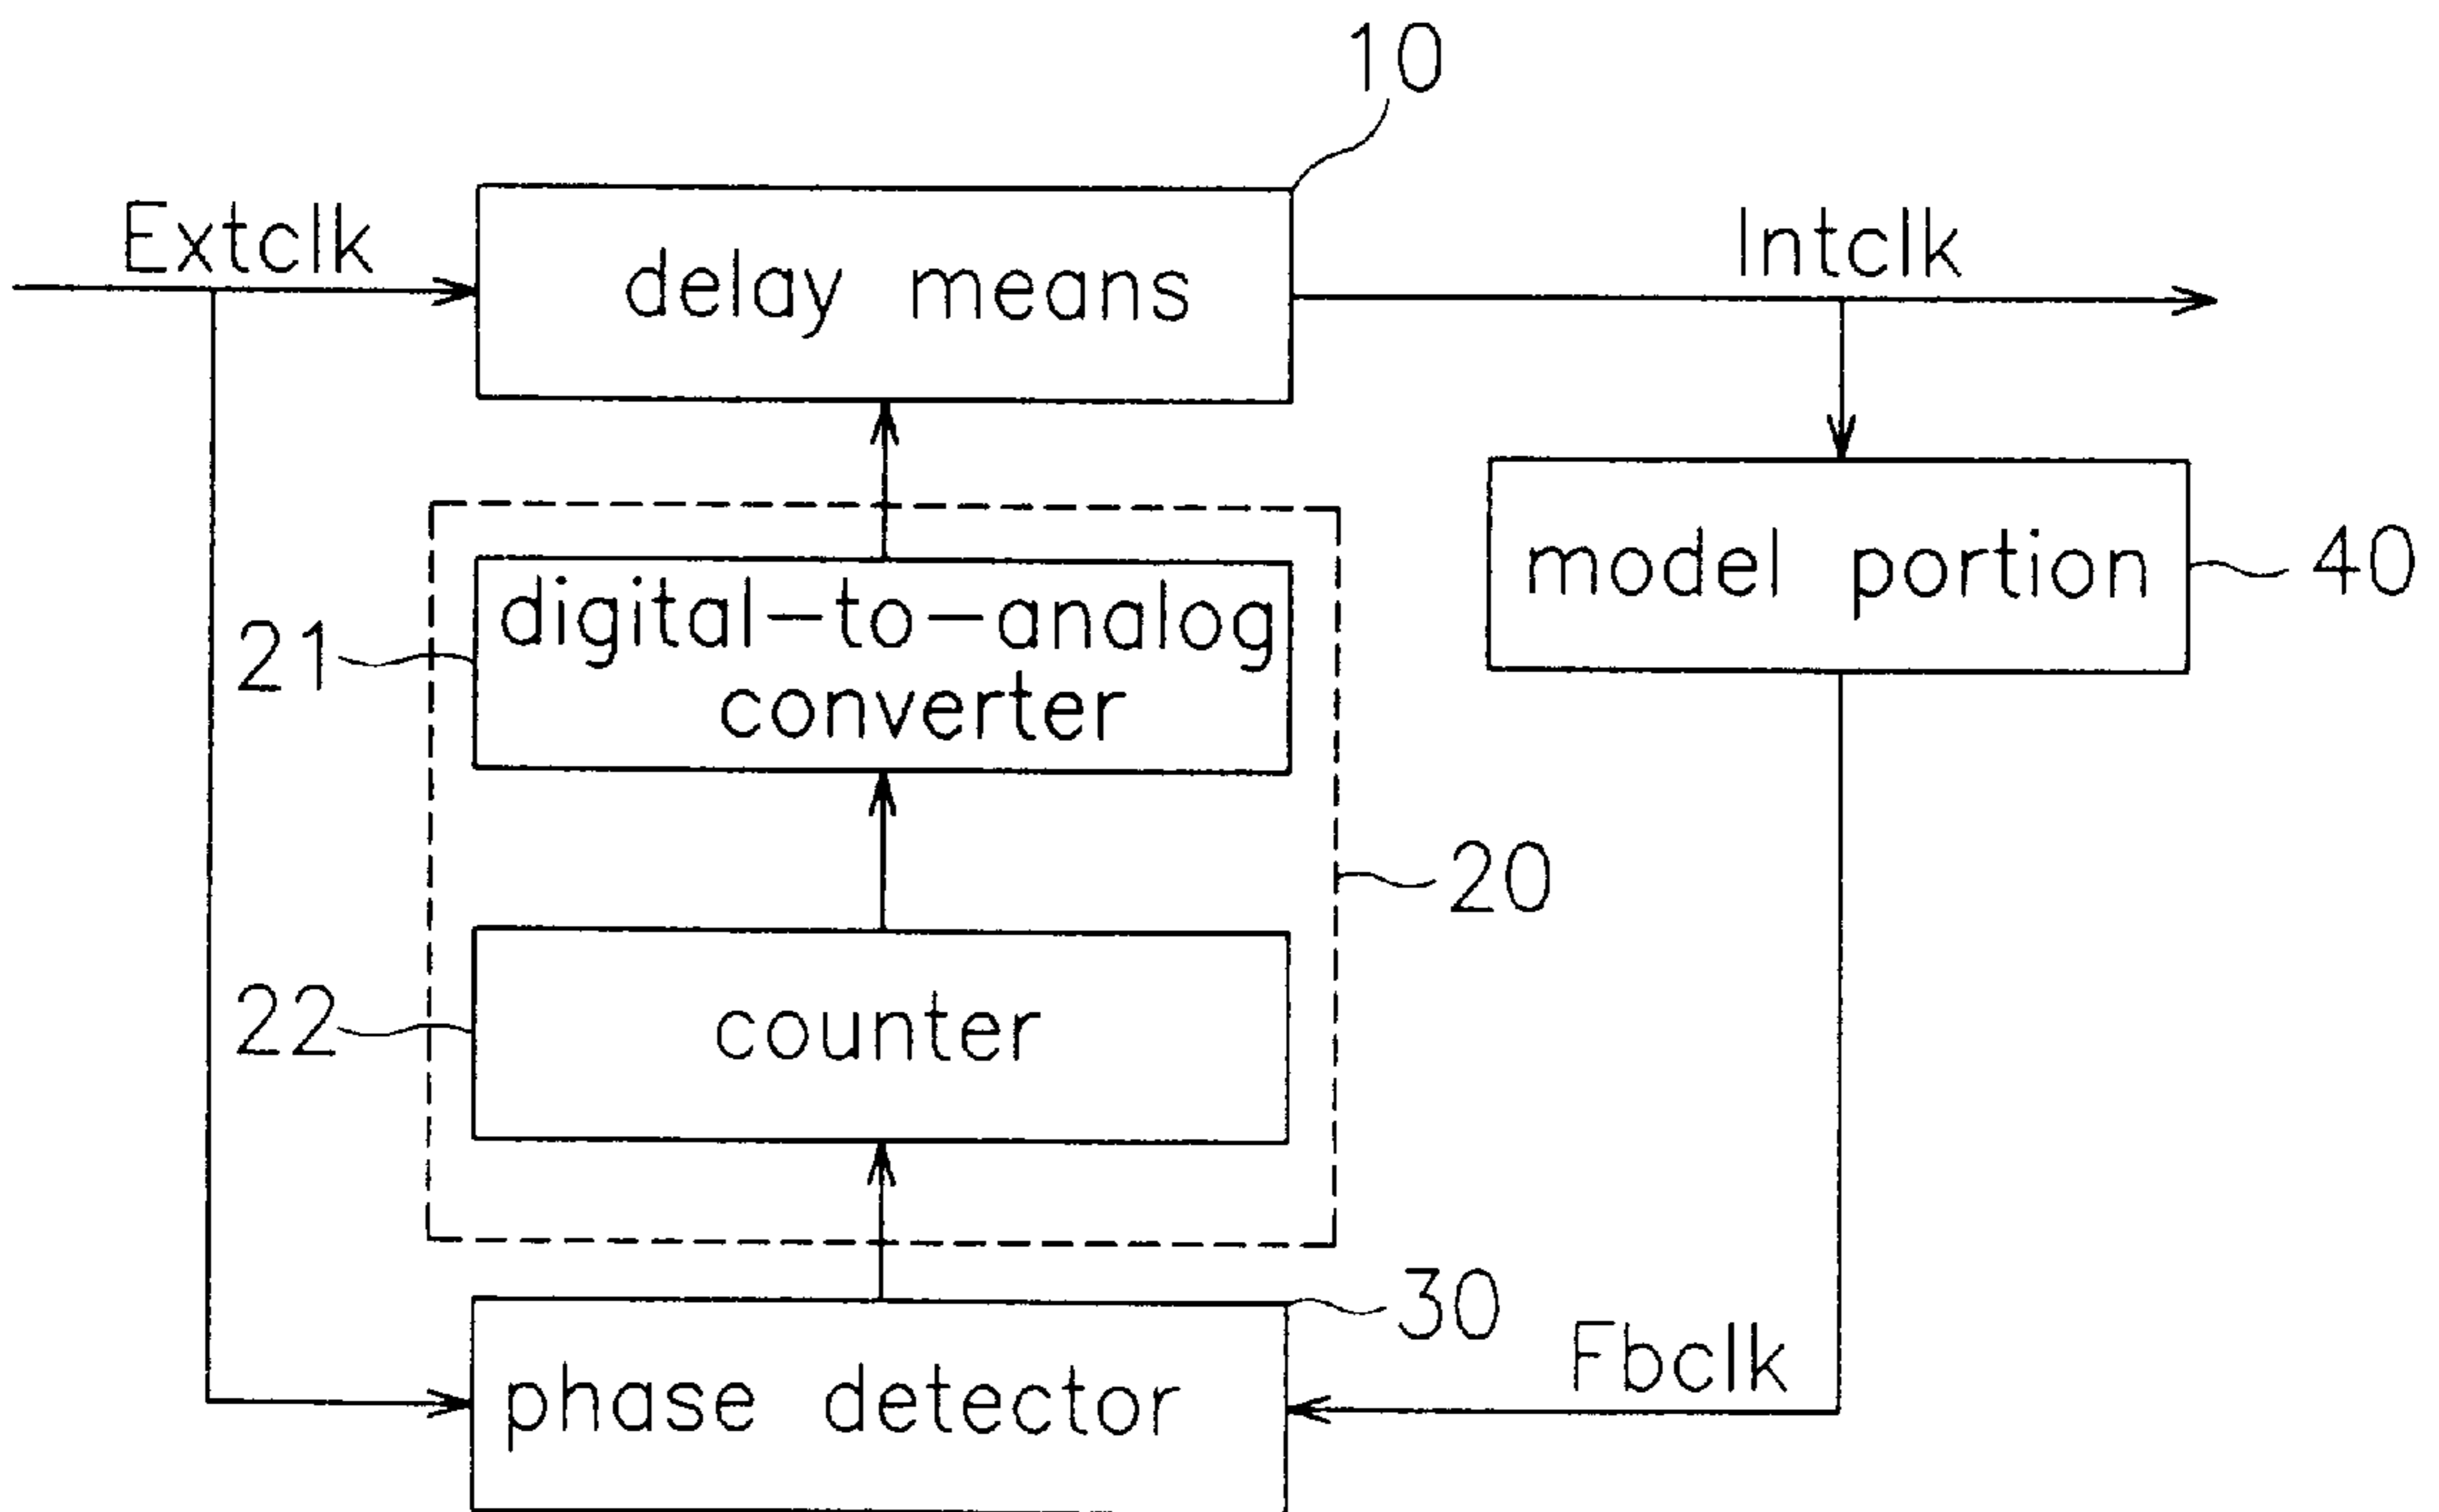 10
Extclk
delay means
Intclk
model portion
40
21
digital-to-analog
converter
20
22
counter
30
phase detector
Fbclk